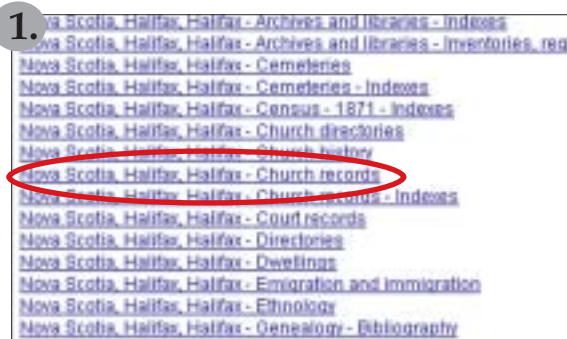 1.
va Scotia, Halifax, Halifax - Archives and libraries - Indexes
va Scotia, Halifax, Halifax - Archives and libraries - Inventories, reg
Nova Scotia, Halifax, Halifax - Cemeteries
Nova Scotia, Halifax, Halifax - Cemeteries - Indexes
Nova Scotia, Halifax, Halifax - Census - 1871 - Indexes
Nova Scotia, Halifax, Halifax - Church directories
Nova Scotia, Halifax, Halifax - Church history
Nova Scotia, Halifax, Halifax - Church records
Nova Scotia, Halifax, Halifax - Church records - Indexes
Nova Scotia, Halifax, Halifax - Court records
Nova Scotia, Halifax, Halifax - Directories
Nova Scotia, Halifax, Halifax - Dwellings
Nova Scotia, Halifax, Halifax - Emigration and immigration
Nova Scotia, Halifax, Halifax - Ethnology
Nova Scotia, Halifax, Halifax - Genealogy - Bibliography